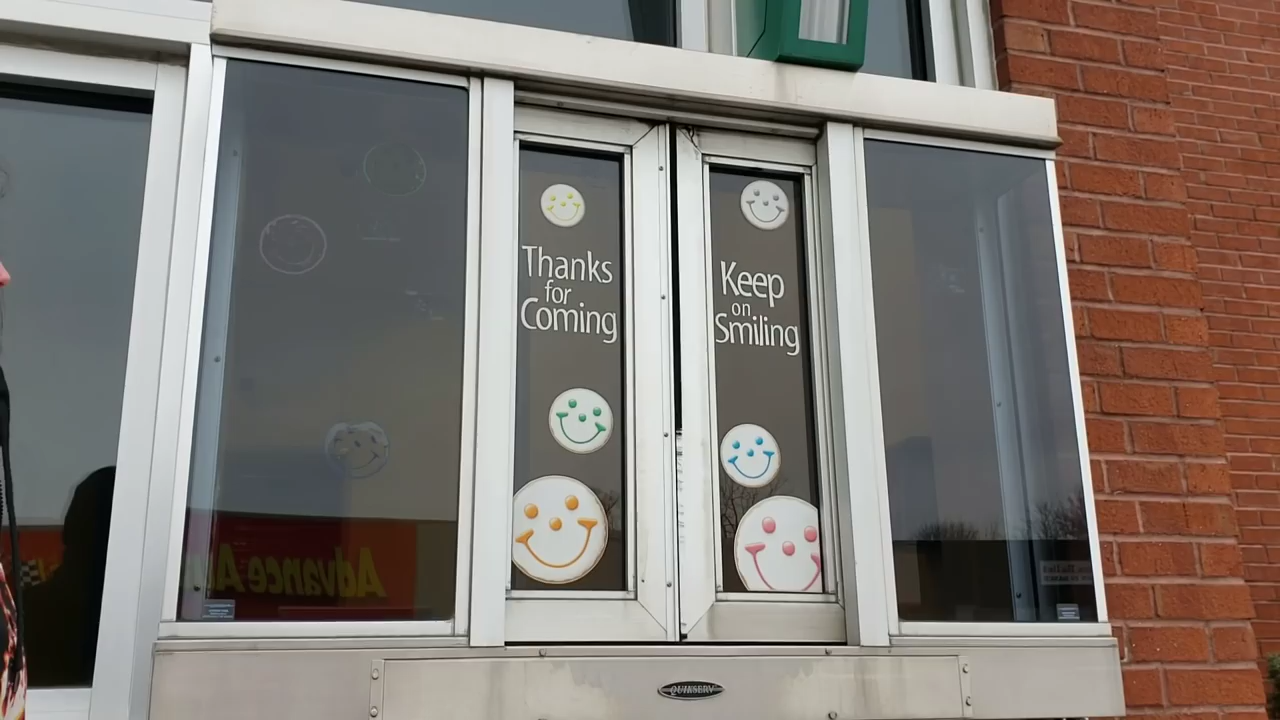 Thanks
for
Coming
Keep
on
Smiling
Advance A
QUIKSERV